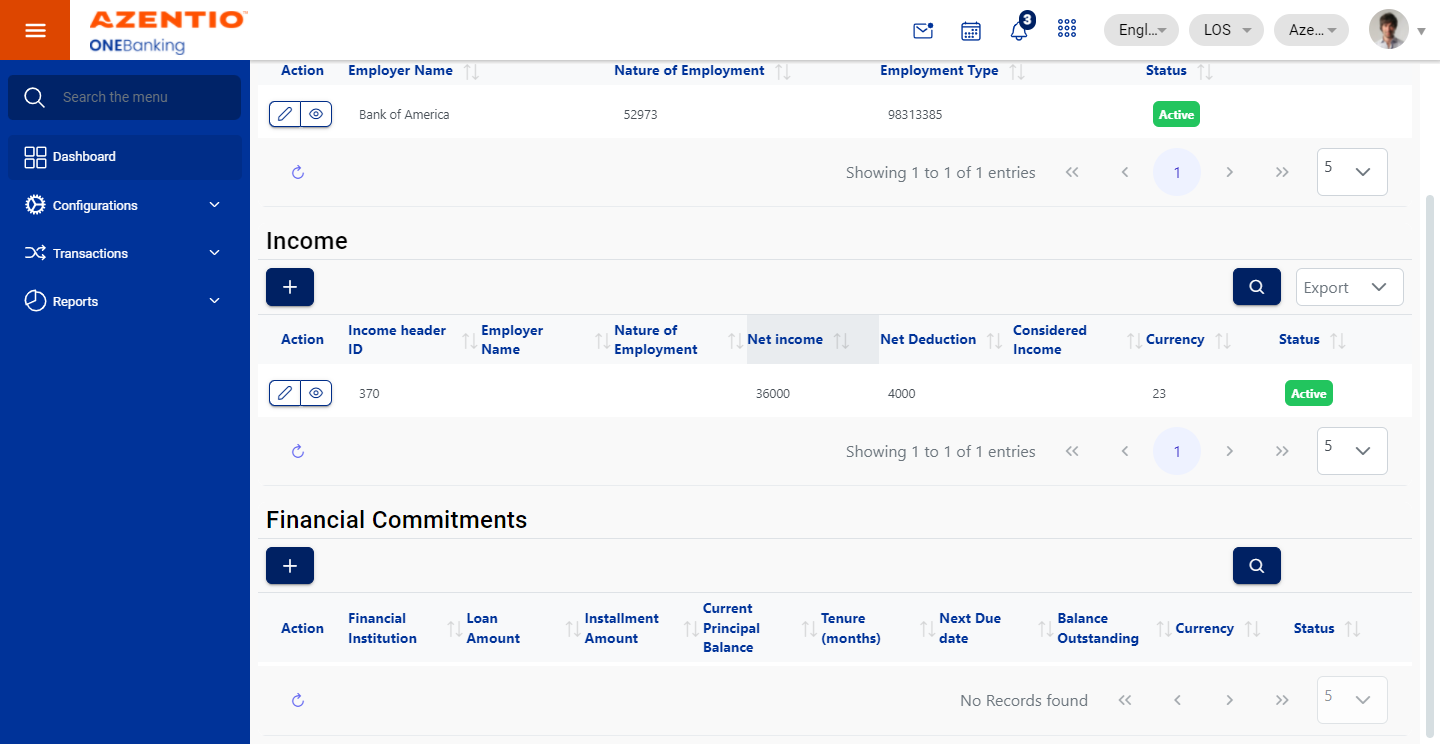 AZENTIO™
ONEBanking
3
Engl...
LOS
Aze...
Search the menu
Dashboard
Configurations
Transactions
Reports
Action Employer Name Nature of Employment Employment Type Status
Bank of America 52973 98313385 Active
Showing 1 to 1 of 1 entries 1 5
Income
Export
Action Income header ID Employer Name Nature of Employment Net income Net Deduction Considered Income Currency Status
370 36000 4000 23 Active
Showing 1 to 1 of 1 entries 1 5
Financial Commitments
Action Financial Institution Loan Amount Installment Amount Current Principal Balance Tenure (months) Next Due date Balance Outstanding Currency Status
No Records found 5